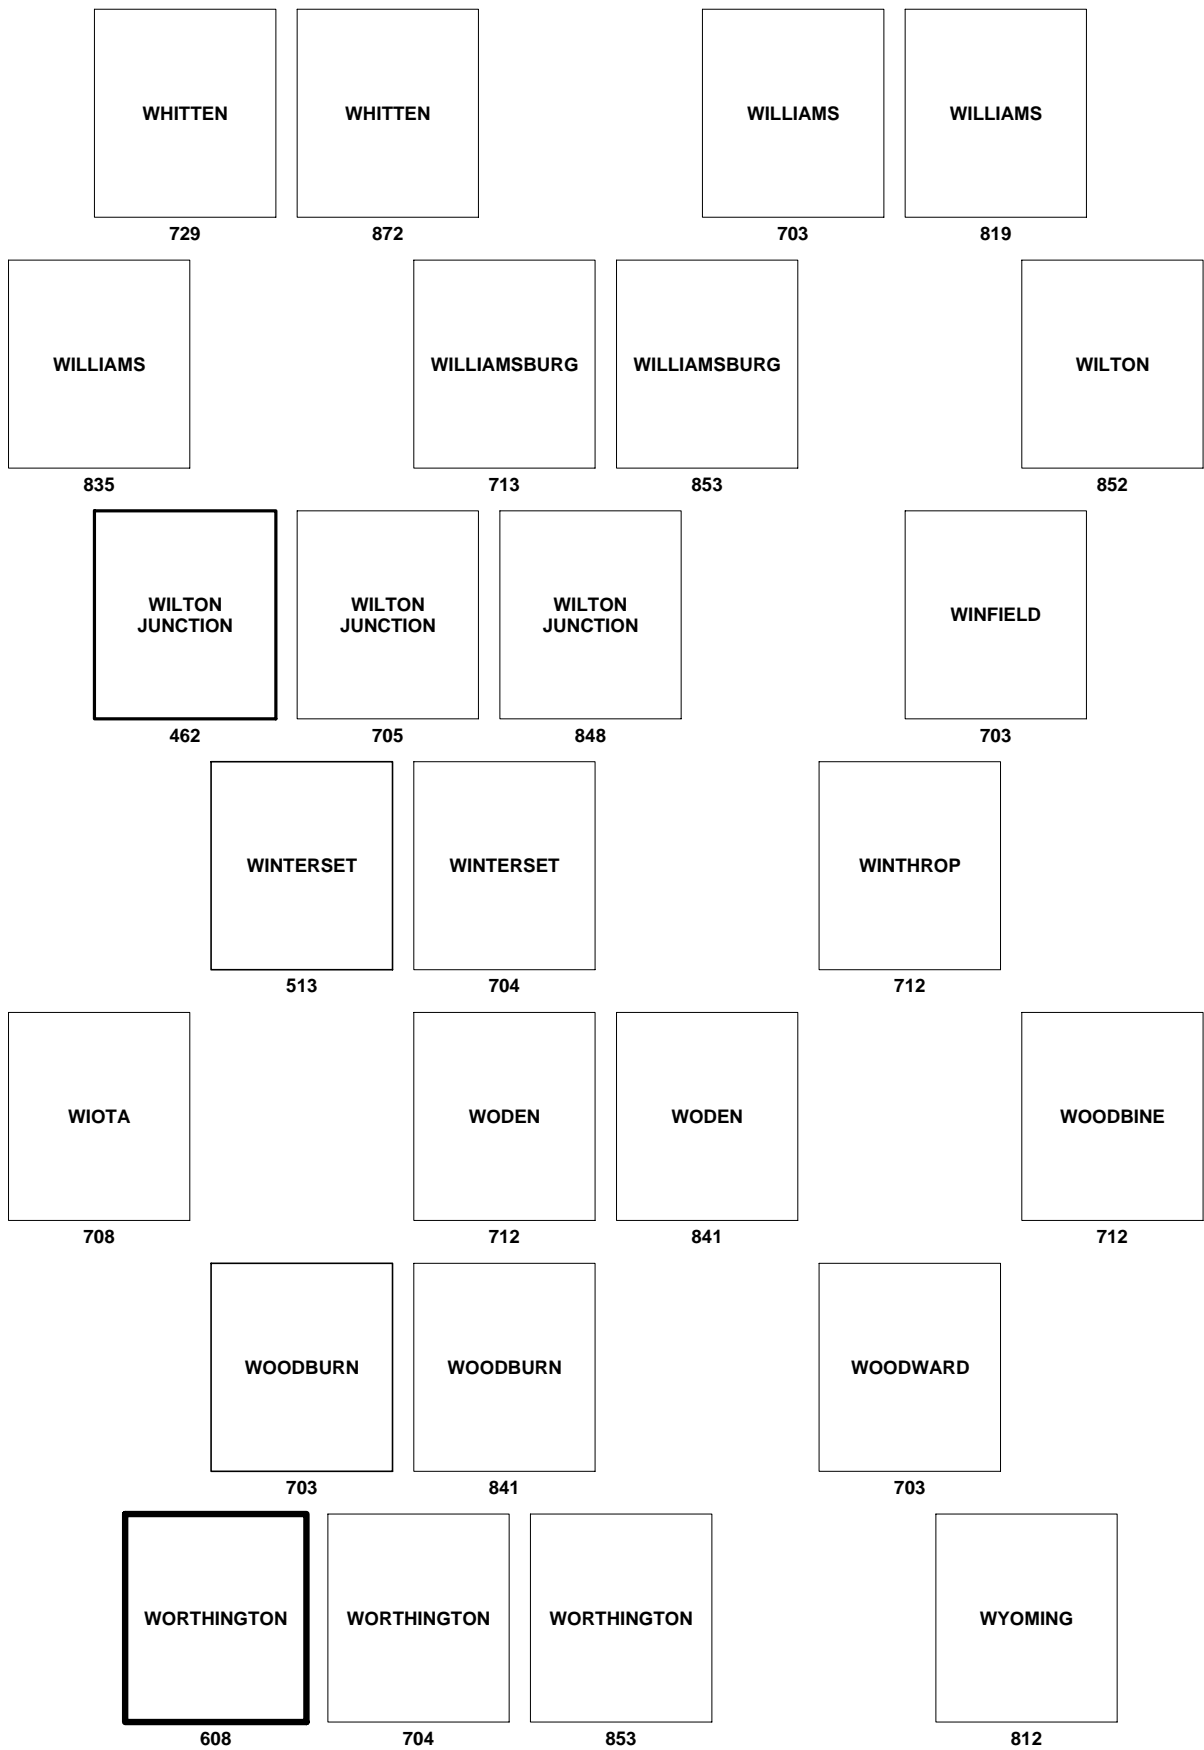 WHITTEN
WHITTEN
WILLIAMS
WILLIAMS
729
872
703
819
WILLIAMS
WILLIAMSBURG
WILLIAMSBURG
WILTON
835
713
853
852
WILTON
JUNCTION
WILTON
JUNCTION
WILTON
JUNCTION
WINFIELD
462
705
848
703
WINTERSET
WINTERSET
WINTHROP
513
704
712
WIOTA
WODEN
WODEN
WOODBINE
708
712
841
712
WOODBURN
WOODBURN
WOODWARD
703
841
703
WORTHINGTON
WORTHINGTON
WORTHINGTON
WYOMING
608
704
853
812